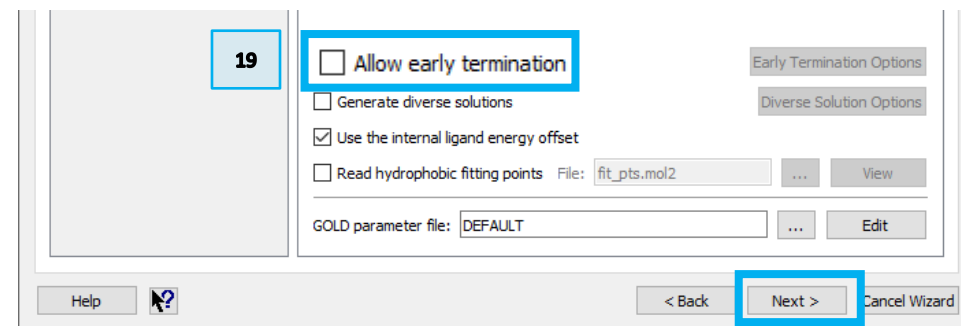 19
Allow early termination
Early Termination Options
Generate diverse solutions
Diverse Solution Options
Use the internal ligand energy offset
Read hydrophobic fitting points File: fit_pts.mol2 ... View
GOLD parameter file: DEFAULT ... Edit
Help ? < Back Next > Cancel Wizard